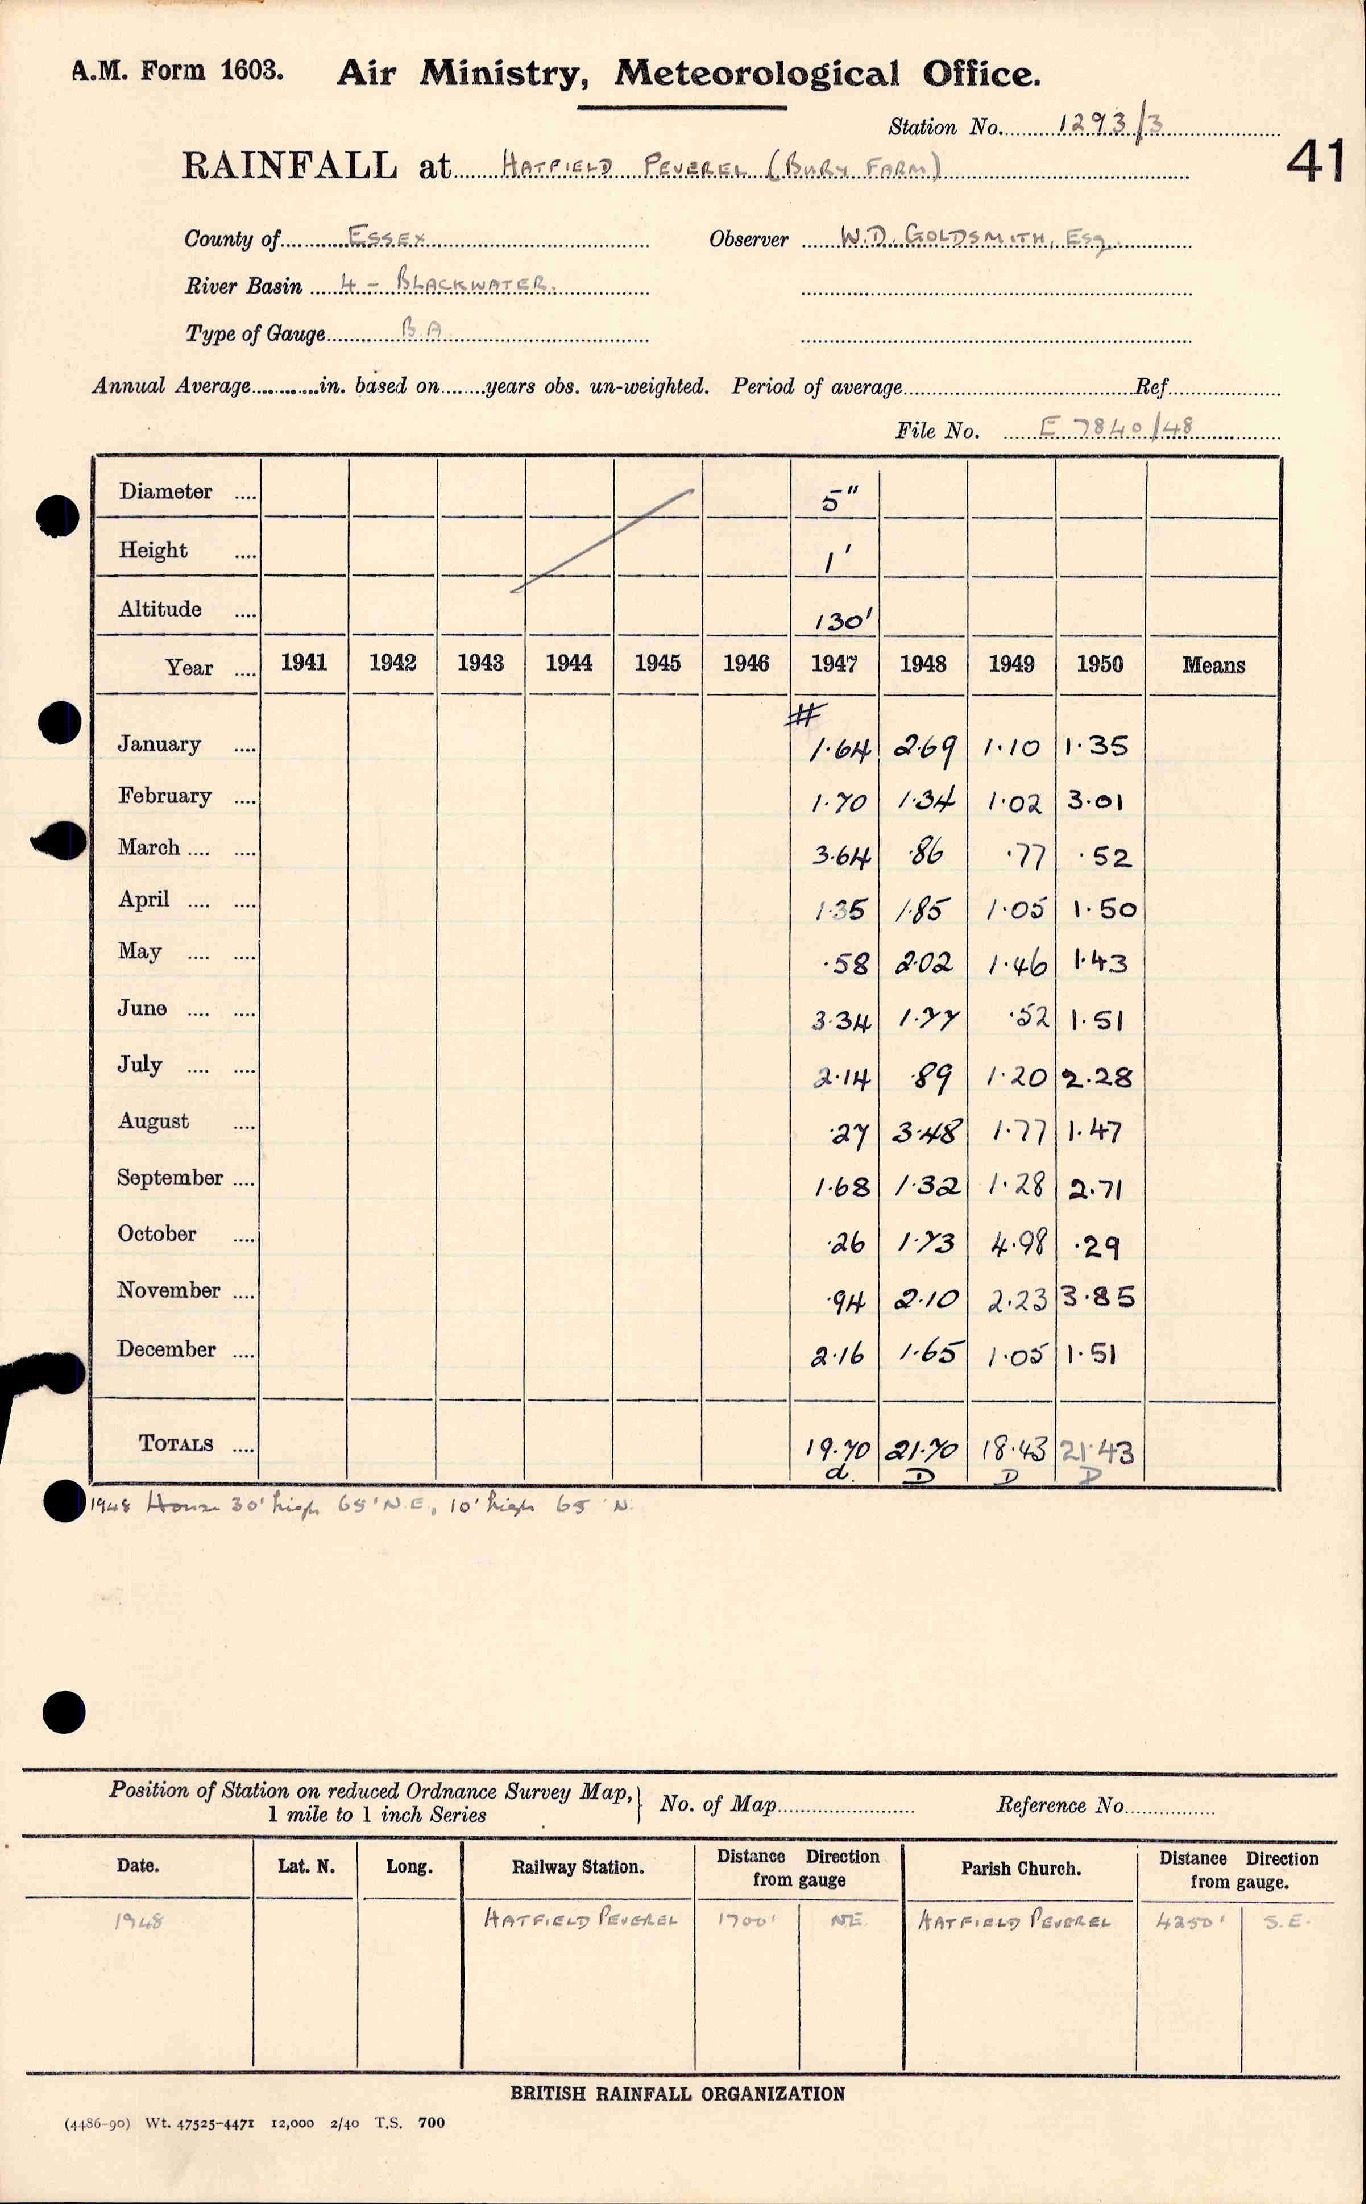 A.M. Form 1603. Air Ministry, Meteorological Office.
Station No. 1293/3
41
RAINFALL at HATFIELD PEVEREL (BURY FARM)
County of ESSEX Observer W.D. GOLDSMITH, Esq.
River Basin 4 - BLACKWATER.
Type of Gauge B.A.
Annual Average in. based on years obs. un-weighted. Period of average Ref.
File No. E 7840/48
Diameter 5"
Height 1'
Altitude 130'
Year 1941 1942 1943 1944 1945 1946 1947 1948 1949 1950 Means
#
January 1.64 2.69 1.10 1.35
February 1.70 1.34 1.02 3.01
March 3.64 .86 .77 .52
April 1.35 1.85 1.05 1.50
May .58 2.02 1.46 1.43
June 3.34 1.77 .52 1.51
July 2.14 .89 1.20 2.28
August .27 3.48 1.77 1.47
September 1.68 1.32 1.28 2.71
October .26 1.73 4.98 .29
November .94 2.10 2.23 3.85
December 2.16 1.65 1.05 1.51
TOTALS 19.70 21.70 18.43 21.43
d. D D D
1948 House 30' high 65' N.E., 10' high 65' N.
Position of Station on reduced Ordnance Survey Map, } No. of Map Reference No.
1 mile to 1 inch Series
Date. Lat. N. Long. Railway Station. Distance Direction from gauge Parish Church. Distance Direction from gauge.
1948 HATFIELD PEVEREL 1700' NE. HATFIELD PEVEREL 4250' S.E.
BRITISH RAINFALL ORGANIZATION
(4486-90) Wt. 47525-4471 12,000 2/40 T.S. 700